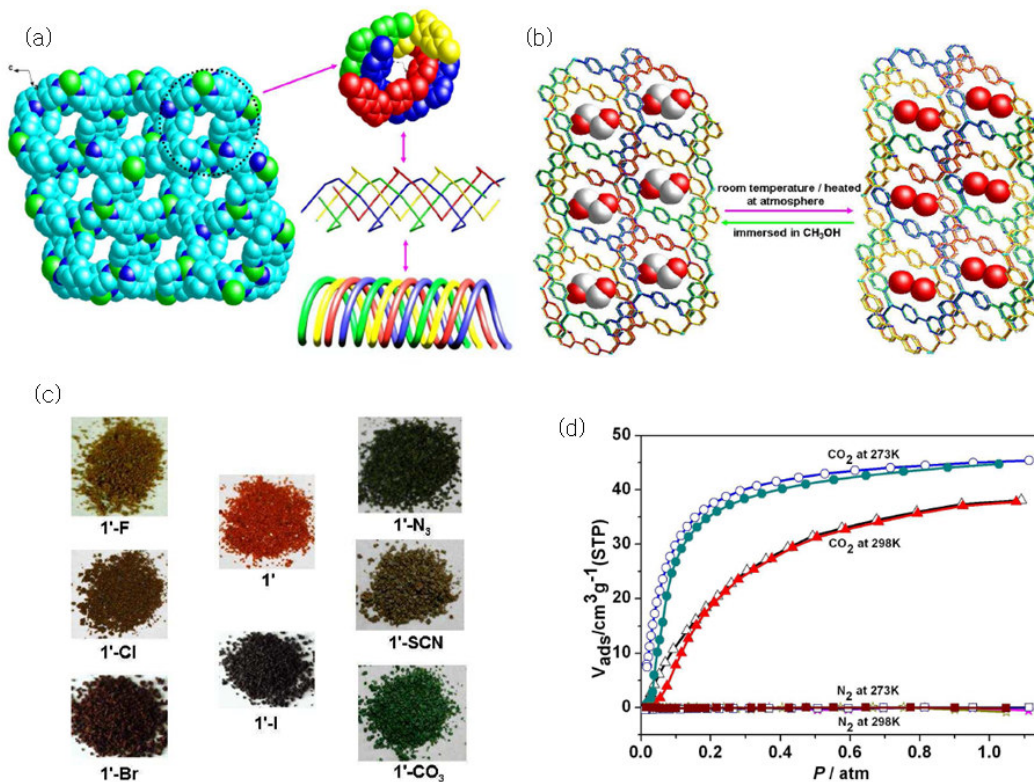 (a)
c
(b)
room temperature / heated
at atmosphere
immersed in CH₃OH
(c)
1'-F
1'-Cl
1'-Br
1'
1'-I
1'-N₃
1'-SCN
1'-CO₃
(d)
V_ads/cm³g⁻¹(STP)
50
40
30
20
10
0
CO₂ at 273K
CO₂ at 298K
N₂ at 273K
N₂ at 298K
0.0 0.2 0.4 0.6 0.8 1.0
P / atm